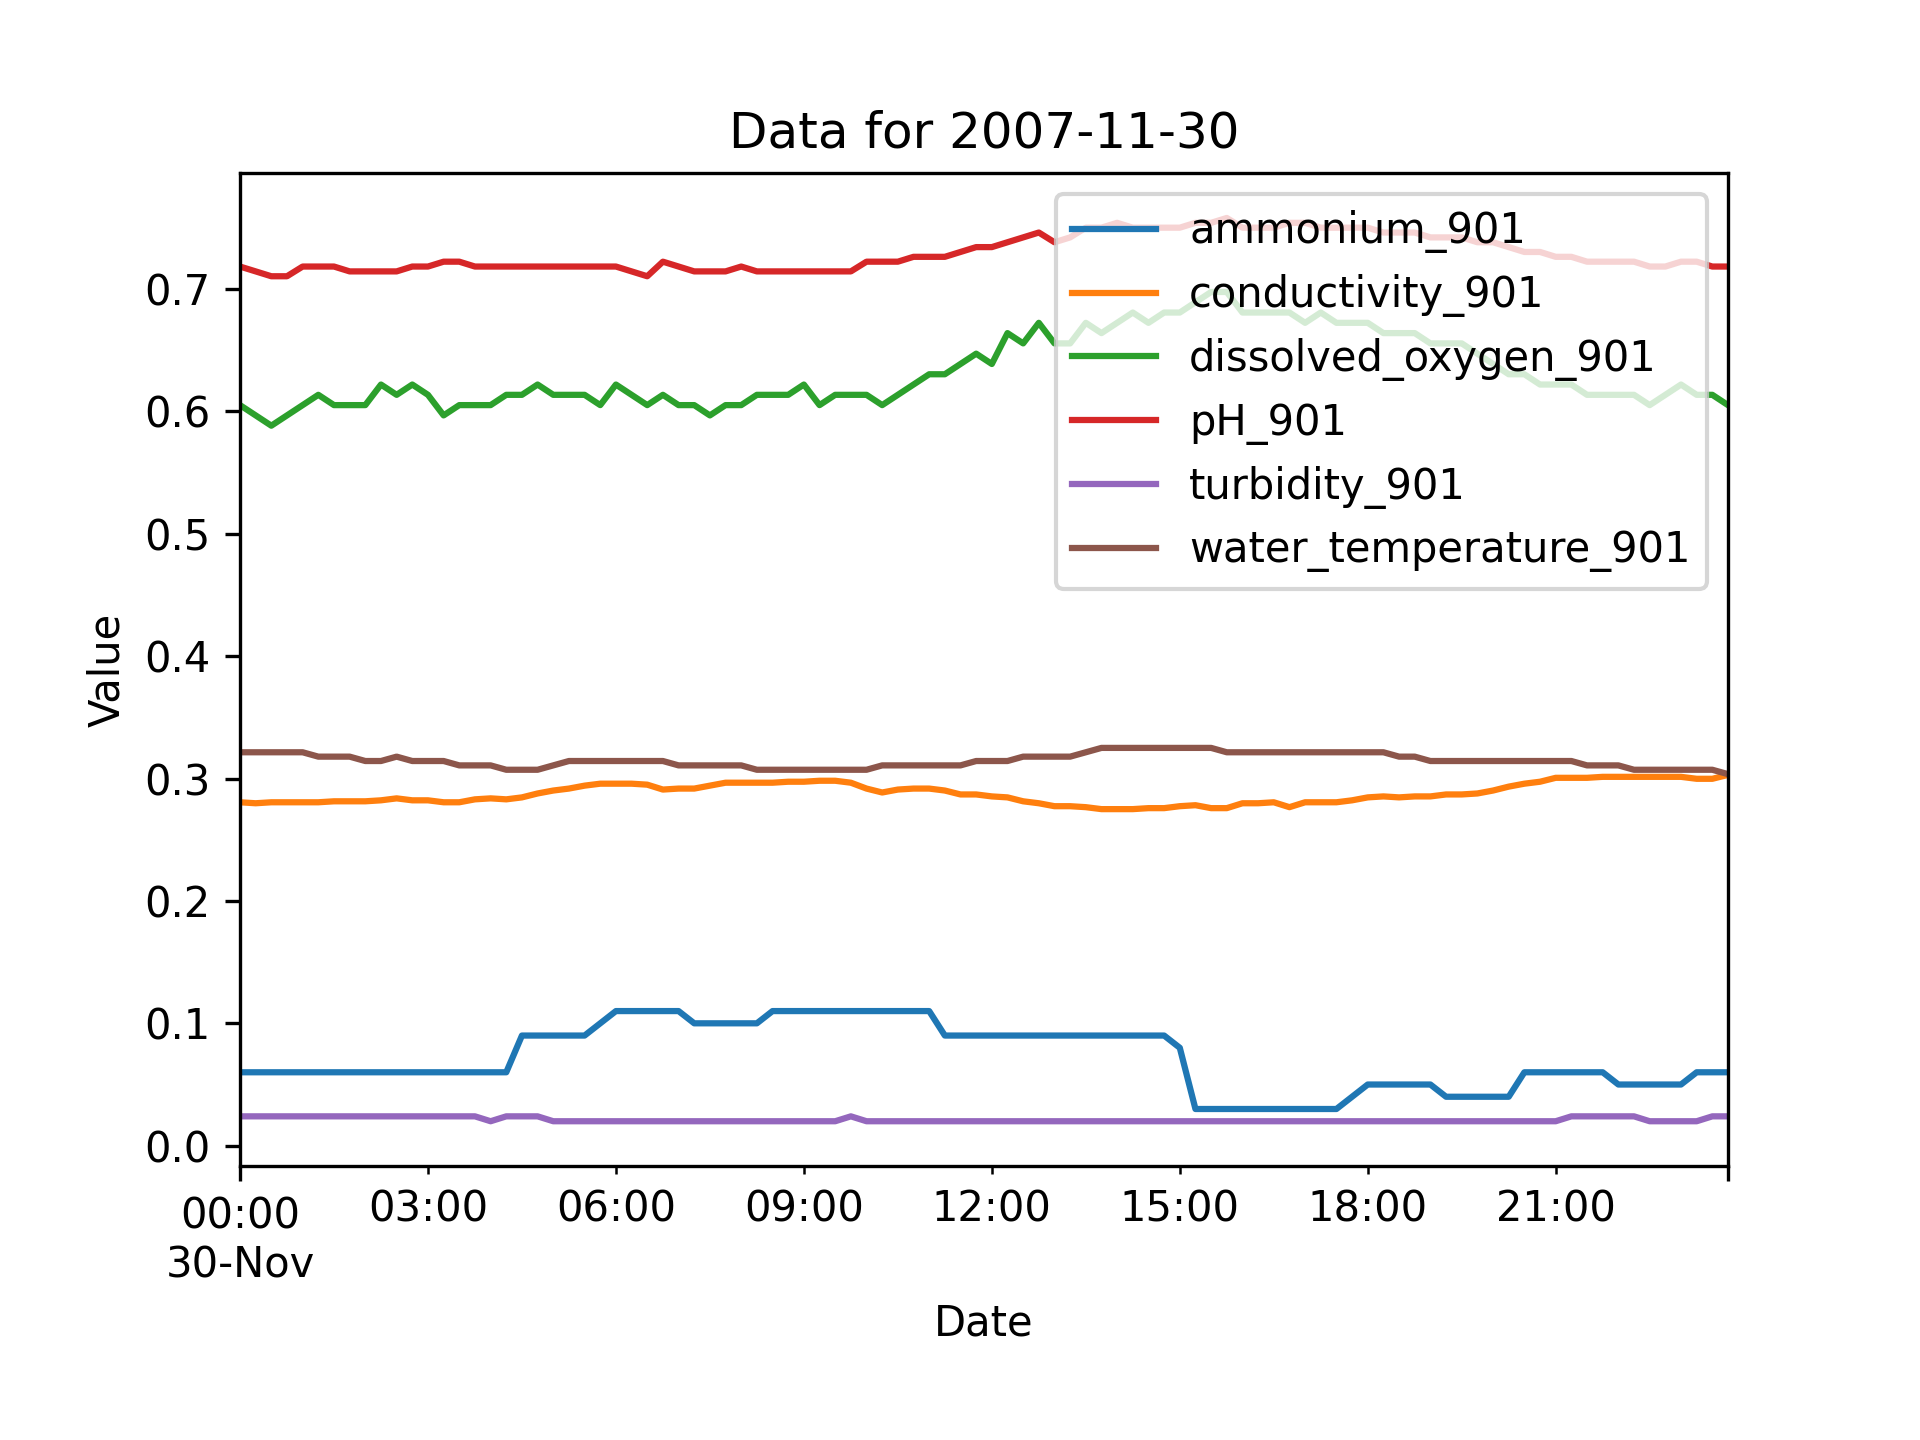 Data for 2007-11-30
ammonium_901
conductivity_901
dissolved_oxygen_901
pH_901
turbidity_901
water_temperature_901
Value
0.7
0.6
0.5
0.4
0.3
0.2
0.1
0.0
00:00 03:00 06:00 09:00 12:00 15:00 18:00 21:00
30-Nov
Date